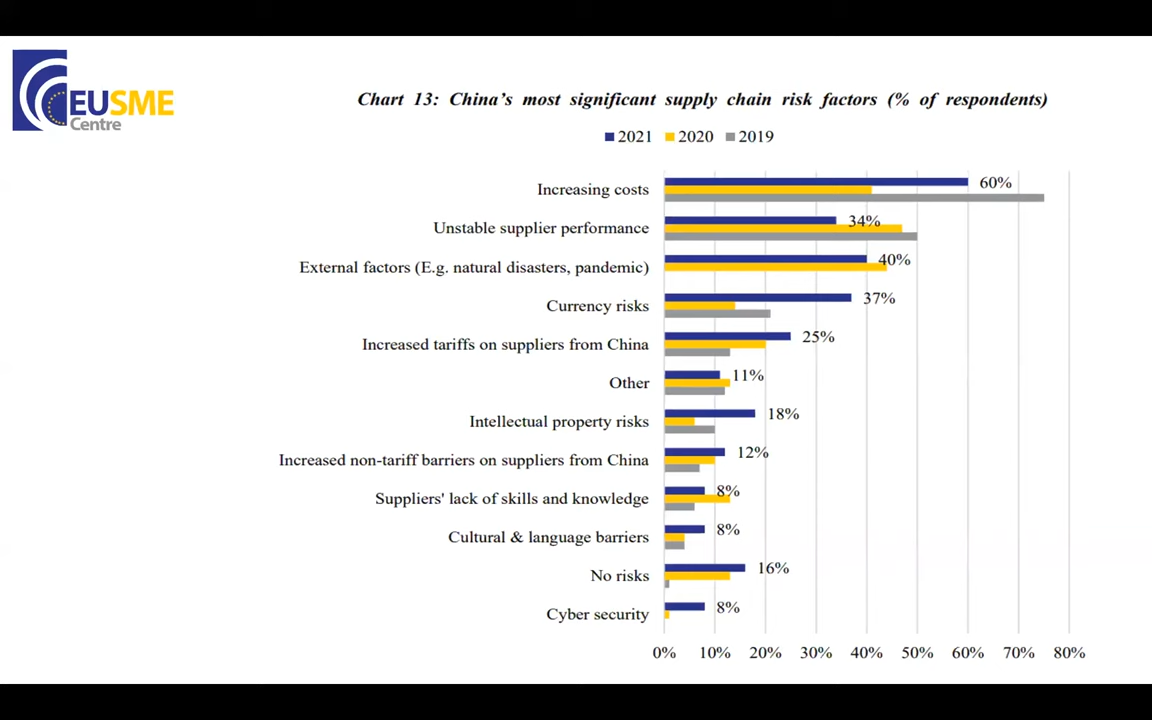 EUSME
Centre
Chart 13: China's most significant supply chain risk factors (% of respondents)
2021 2020 2019
Increasing costs 60%
Unstable supplier performance 34%
External factors (E.g. natural disasters, pandemic) 40%
Currency risks 37%
Increased tariffs on suppliers from China 25%
Other 11%
Intellectual property risks 18%
Increased non-tariff barriers on suppliers from China 12%
Suppliers' lack of skills and knowledge 8%
Cultural & language barriers 8%
No risks 16%
Cyber security 8%
0% 10% 20% 30% 40% 50% 60% 70% 80%